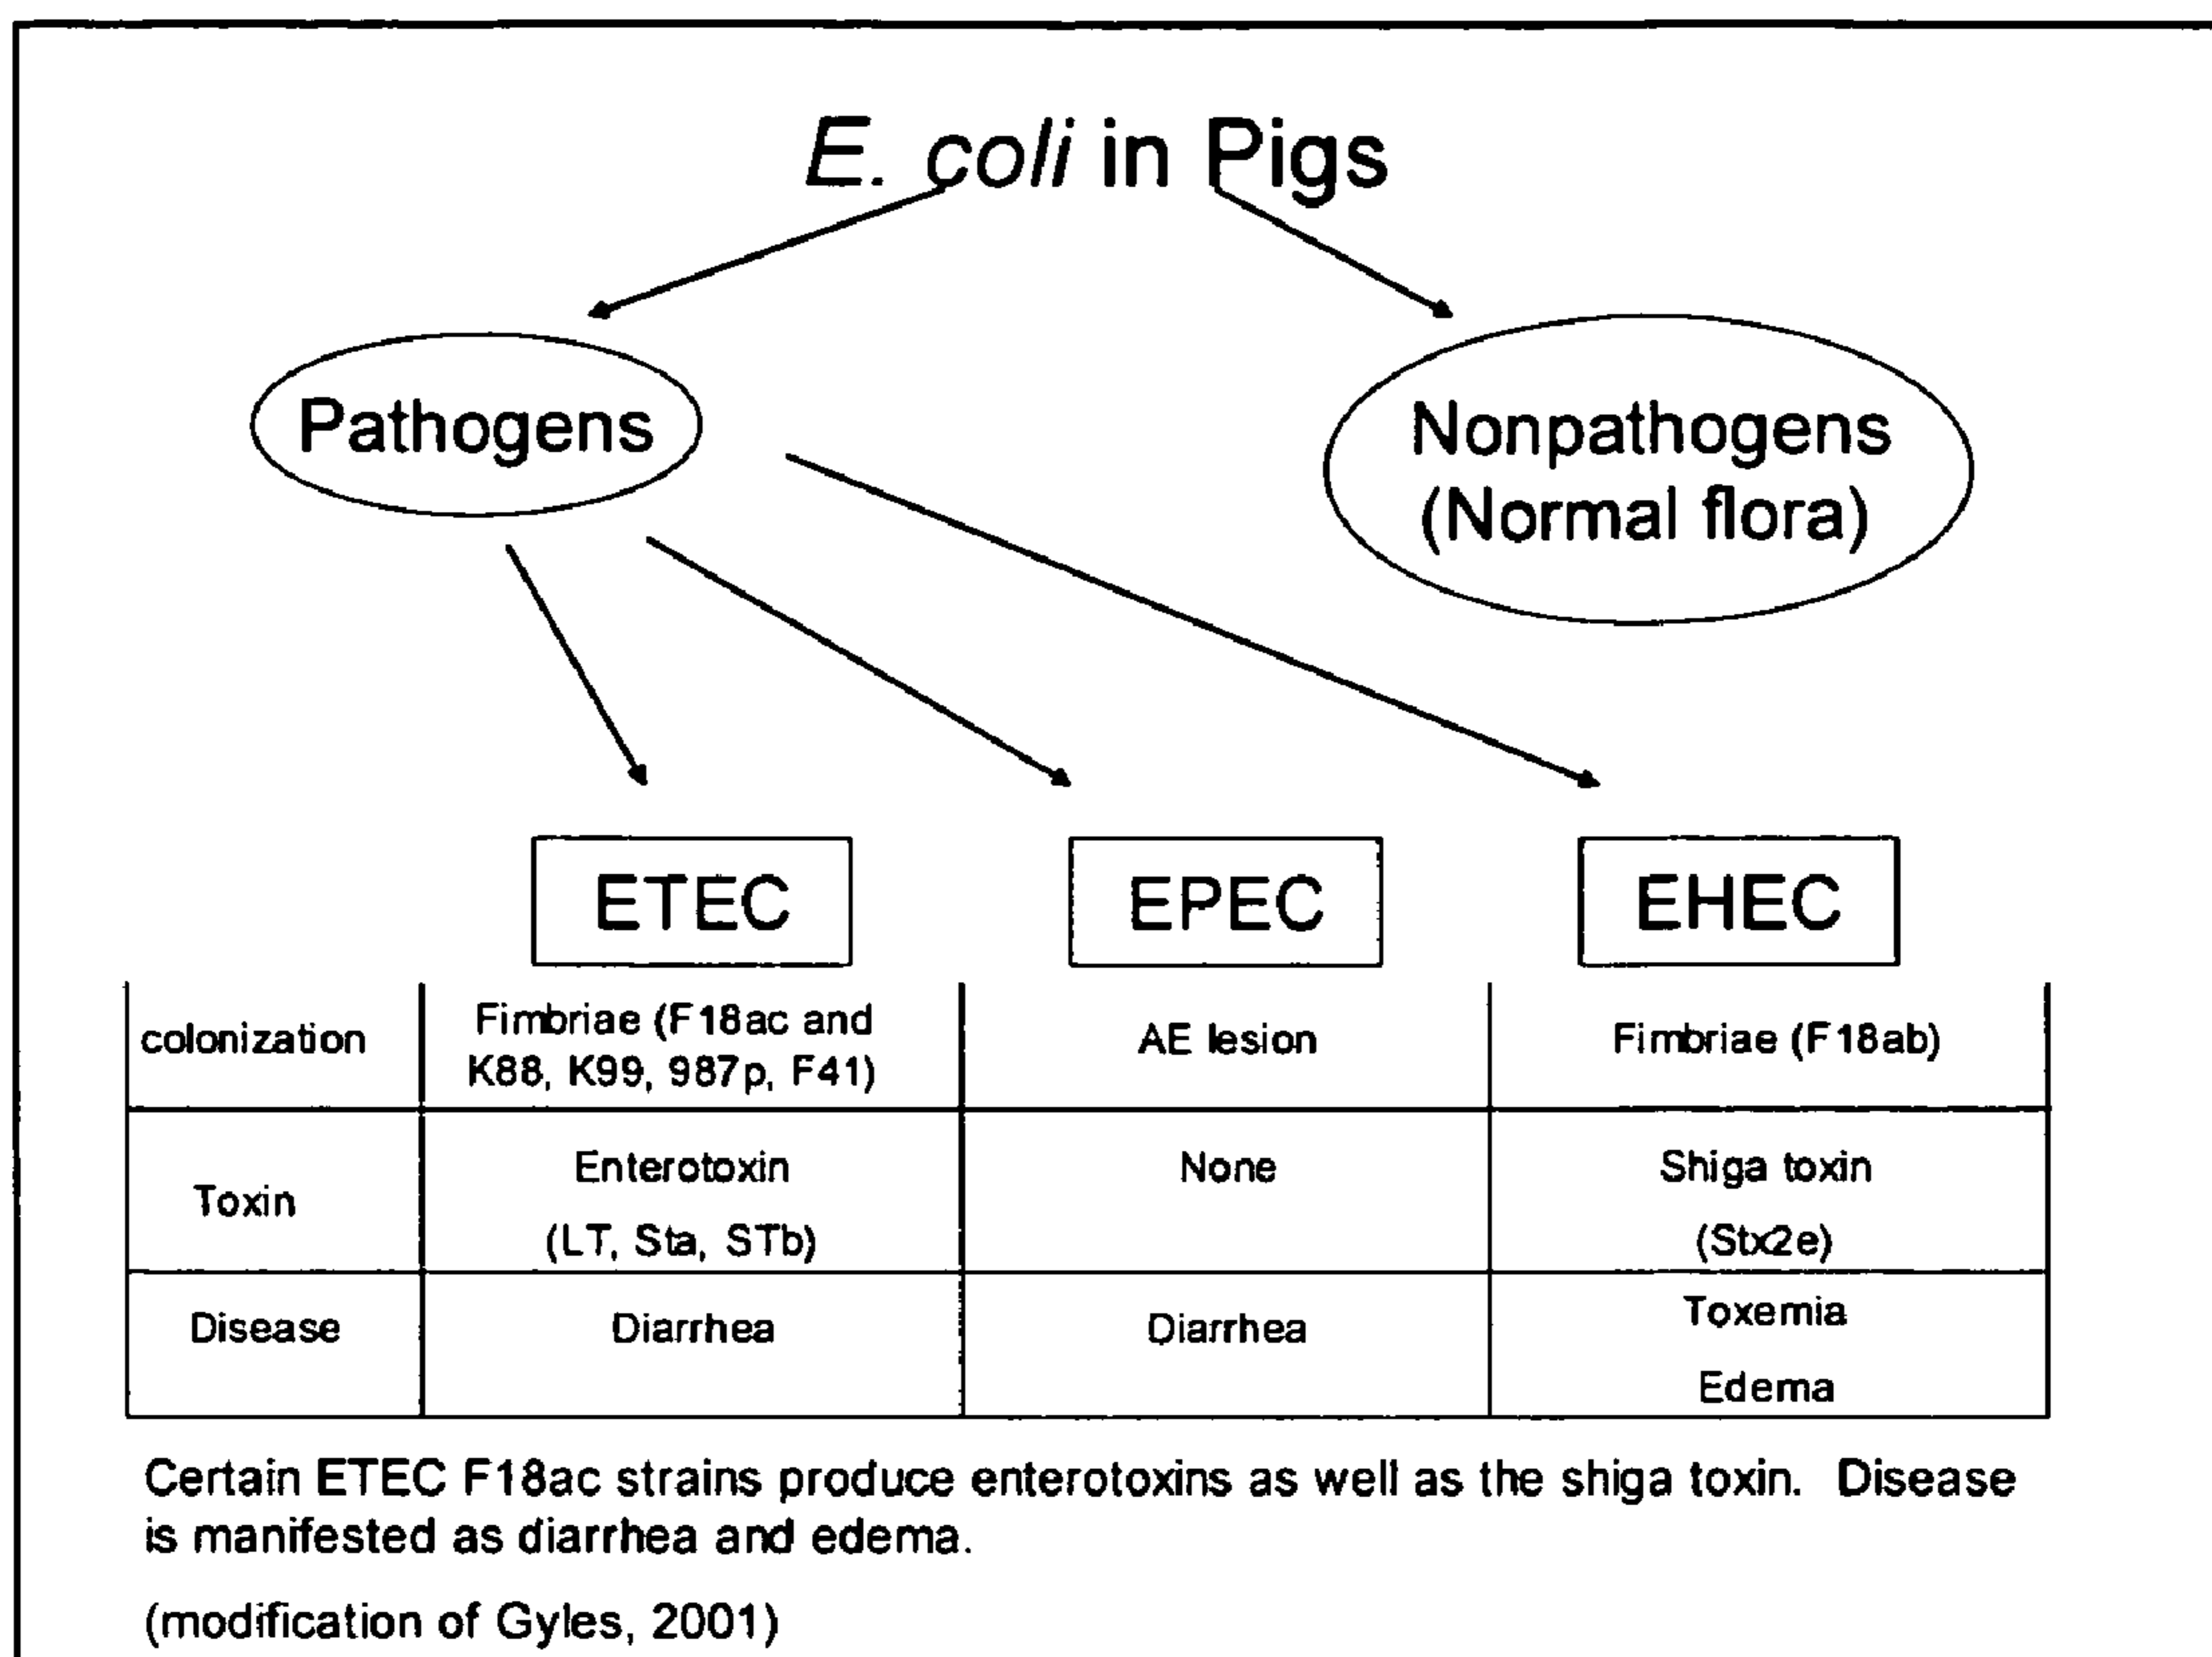 E. coli in Pigs
Pathogens
Nonpathogens
(Normal flora)
ETEC
EPEC
EHEC
colonization
Fimbriae (F18ac and
K88, K99, 987p, F41)
AE lesion
Fimbriae (F18ab)
Toxin
Enterotoxin
(LT, Sta, STb)
None
Shiga toxin
(Stx2e)
Disease
Diarrhea
Diarrhea
Toxemia
Edema
Certain ETEC F18ac strains produce enterotoxins as well as the shiga toxin. Disease
is manifested as diarrhea and edema.
(modification of Gyles, 2001)